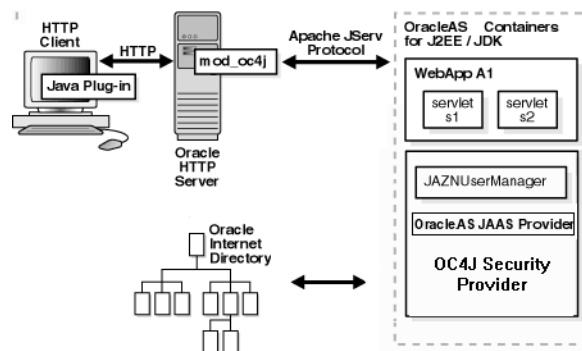 HTTP
Client
Java Plug-in
HTTP
mod_oc4j
Oracle
HTTP
Server
Apache JServ
Protocol
OracleAS Containers
for J2EE / JDK
WebApp A1
servlet
s1
servlet
s2
JAZNUserManager
OracleAS JAAS Provider
OC4J Security
Provider
Oracle
Internet
Directory